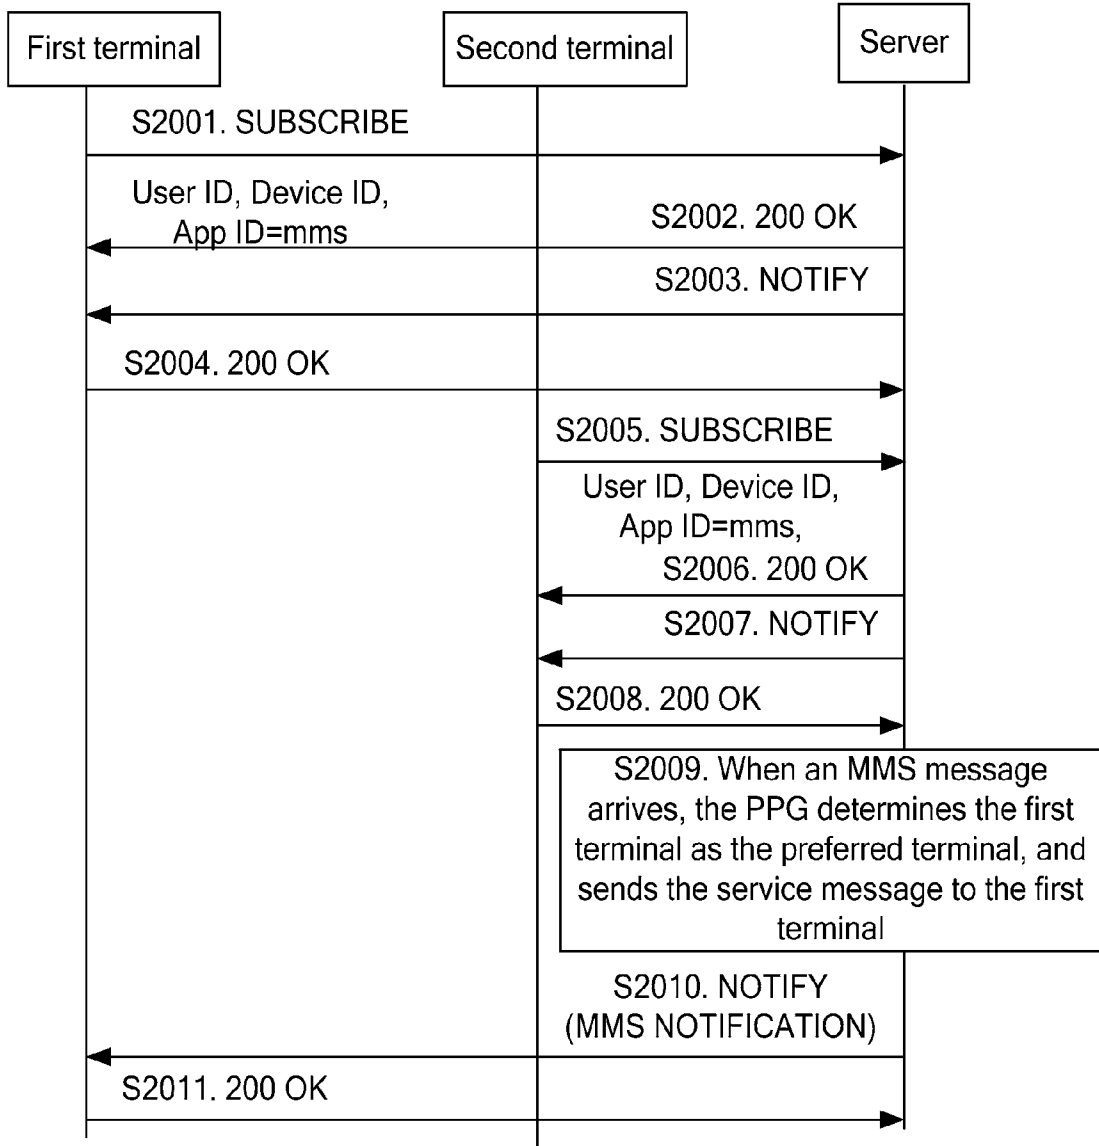 First terminal
Second terminal
Server
S2001. SUBSCRIBE
User ID, Device ID,
App ID=mms
S2002. 200 OK
S2003. NOTIFY
S2004. 200 OK
S2005. SUBSCRIBE
User ID, Device ID,
App ID=mms,
S2006. 200 OK
S2007. NOTIFY
S2008. 200 OK
S2009. When an MMS message
arrives, the PPG determines the first
terminal as the preferred terminal, and
sends the service message to the first
terminal
S2010. NOTIFY
(MMS NOTIFICATION)
S2011. 200 OK